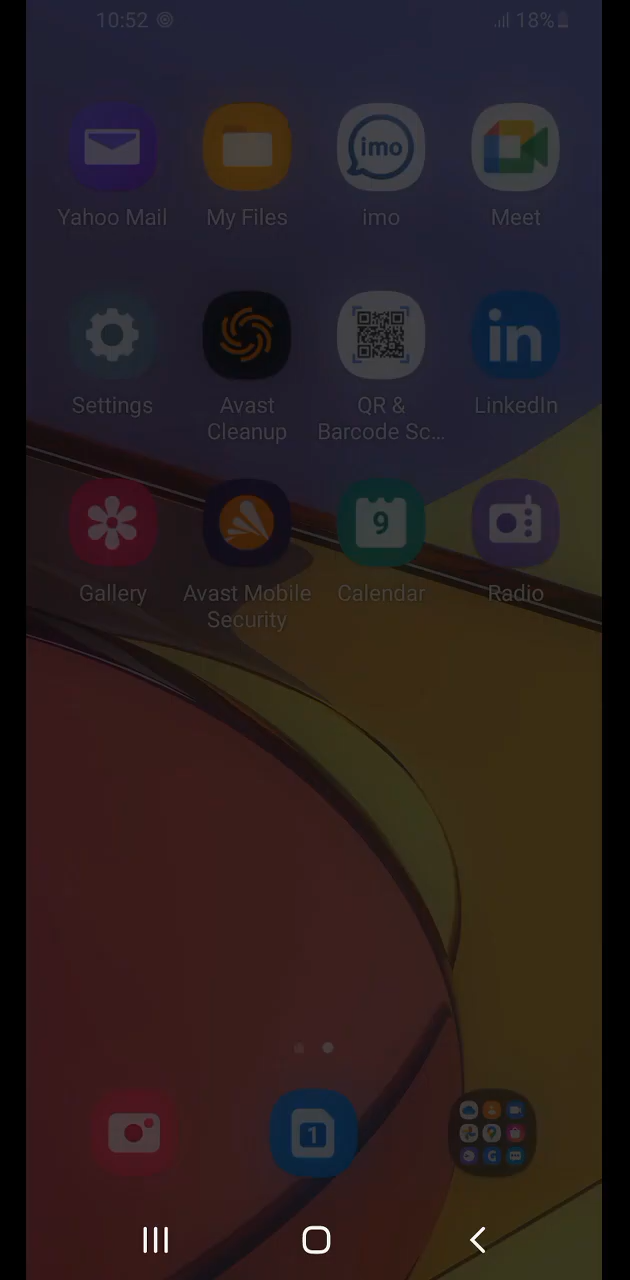 10:52 18%
Yahoo Mail My Files imo Meet
imo
Settings Avast Cleanup QR & Barcode Sc... LinkedIn
in
Gallery Avast Mobile Security Calendar Radio
9
1
G